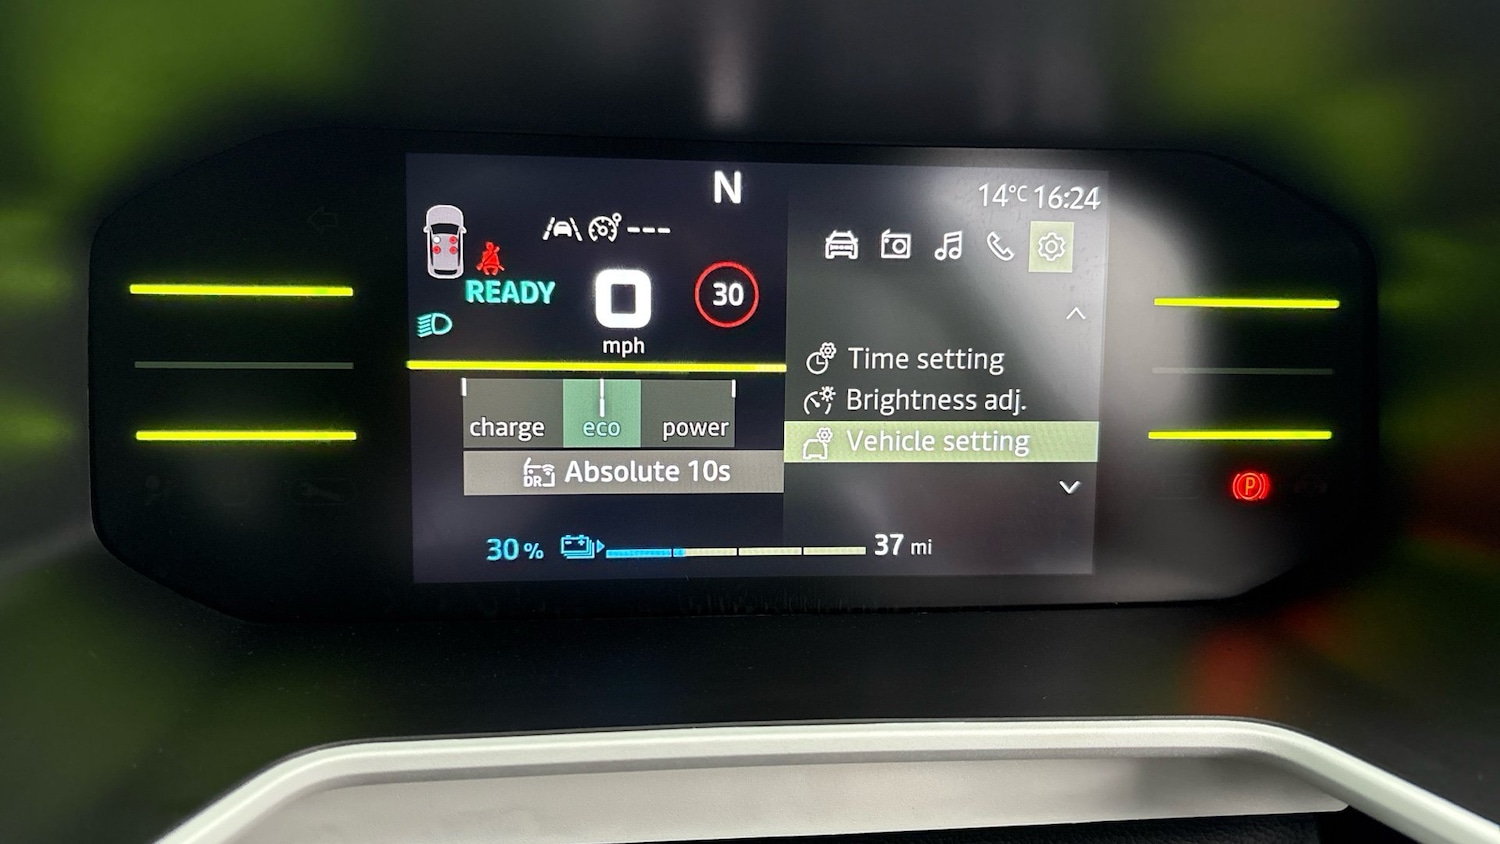 N
14°C 16:24
---
READY
0
mph
30
Time setting
Brightness adj.
Vehicle setting
charge eco power
DR Absolute 10s
30 % 37 mi
P